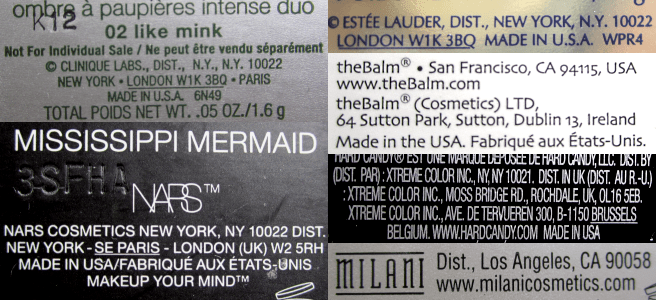 ombre à paupières intense duo
K12
02 like mink
Not For Individual Sale / Ne peut être vendu séparément
© CLINIQUE LABS., DIST., N.Y., N.Y. 10022
NEW YORK • LONDON W1K 3BQ • PARIS
MADE IN U.S.A. 6N49
TOTAL POIDS NET WT. .05 OZ./1.6 g
MISSISSIPPI MERMAID
3SFHA
NARS™
NARS COSMETICS NEW YORK, NY 10022 DIST.
NEW YORK - SE PARIS - LONDON (UK) W2 5RH
MADE IN USA/FABRIQUÉ AUX ÉTATS-UNIS
MAKEUP YOUR MIND™
© ESTÉE LAUDER, DIST., NEW YORK, N.Y. 10022
LONDON W1K 3BQ MADE IN U.S.A. WPR4
theBalm® • San Francisco, CA 94115, USA
www.theBalm.com
theBalm® (Cosmetics) LTD,
64 Sutton Park, Sutton, Dublin 13, Ireland
Made in the USA. Fabriqué aux États-Unis.
HARD CANDY® EST UNE MARQUE DÉPOSÉE DE HARD CANDY, LLC. DIST. BY
(DIST. PAR) : XTREME COLOR INC., NY, NY 10021. DIST. IN UK (DIST. AU R.-U.)
: XTREME COLOR INC., MOSS BRIDGE RD., ROCHDALE, UK, OL16 5EB.
XTREME COLOR INC., AVE. DE TERVUEREN 300, B-1150 BRUSSELS
BELGIUM. WWW.HARDCANDY.COM MADE IN USA
MILANI
Dist., Los Angeles, CA 90058
www.milanicosmetics.com